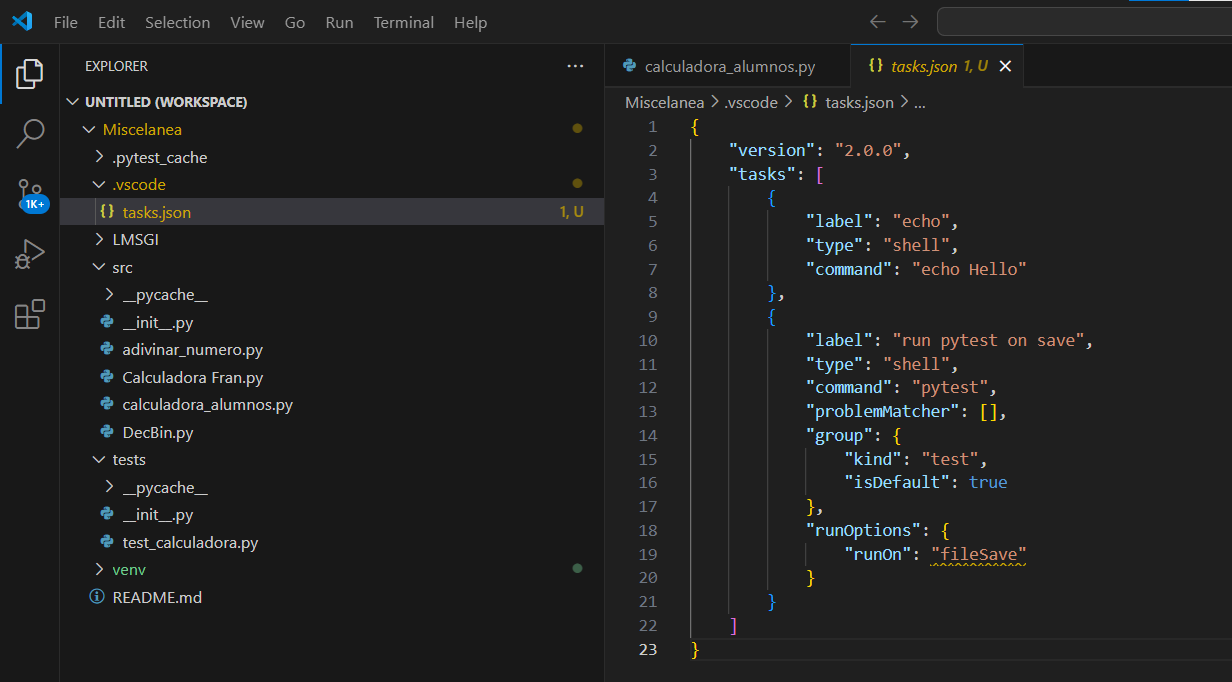 File Edit Selection View Go Run Terminal Help
EXPLORER ...
UNTITLED (WORKSPACE)
Miscelanea
.pytest_cache
.vscode
{} tasks.json 1, U
LMSGI
src
__pycache__
__init__.py
adivinar_numero.py
Calculadora Fran.py
calculadora_alumnos.py
DecBin.py
tests
__pycache__
__init__.py
test_calculadora.py
venv
README.md
1K+
calculadora_alumnos.py {} tasks.json 1, U
Miscelanea > .vscode > {} tasks.json > ...
1 {
2     "version": "2.0.0",
3     "tasks": [
4         {
5             "label": "echo",
6             "type": "shell",
7             "command": "echo Hello"
8         },
9         {
10             "label": "run pytest on save",
11             "type": "shell",
12             "command": "pytest",
13             "problemMatcher": [],
14             "group": {
15                 "kind": "test",
16                 "isDefault": true
17             },
18             "runOptions": {
19                 "runOn": "fileSave"
20             }
21         }
22     ]
23 }